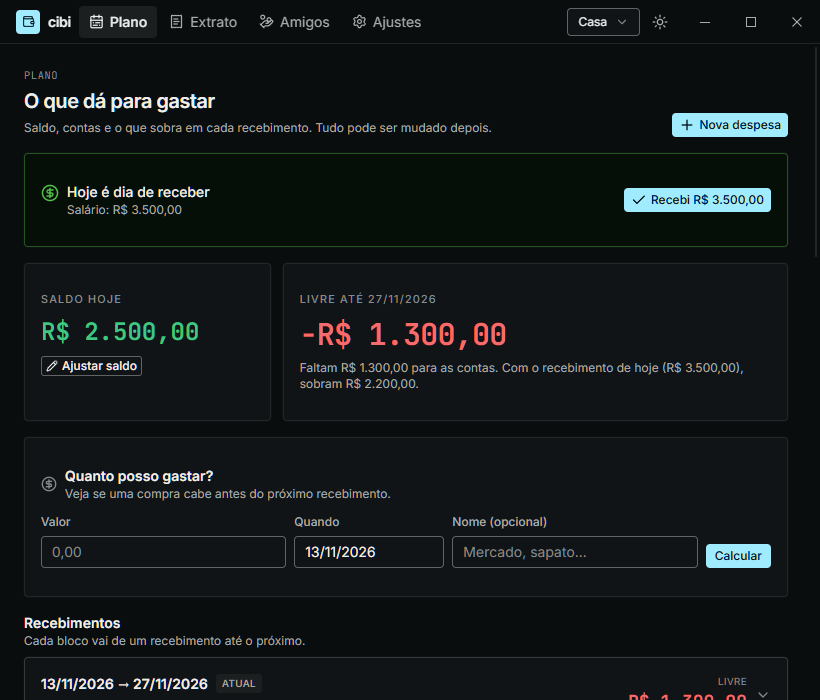 cibi Plano Extrato Amigos Ajustes Casa
PLANO
O que dá para gastar
Saldo, contas e o que sobra em cada recebimento. Tudo pode ser mudado depois.
Nova despesa
Hoje é dia de receber
Salário: R$ 3.500,00
Recebi R$ 3.500,00
SALDO HOJE
R$ 2.500,00
Ajustar saldo
LIVRE ATÉ 27/11/2026
-R$ 1.300,00
Faltam R$ 1.300,00 para as contas. Com o recebimento de hoje (R$ 3.500,00),
sobram R$ 2.200,00.
Quanto posso gastar?
Veja se uma compra cabe antes do próximo recebimento.
Valor Quando Nome (opcional)
0,00 13/11/2026 Mercado, sapato... Calcular
Recebimentos
Cada bloco vai de um recebimento até o próximo.
13/11/2026 → 27/11/2026 ATUAL
LIVRE
-R$ 1.300,00